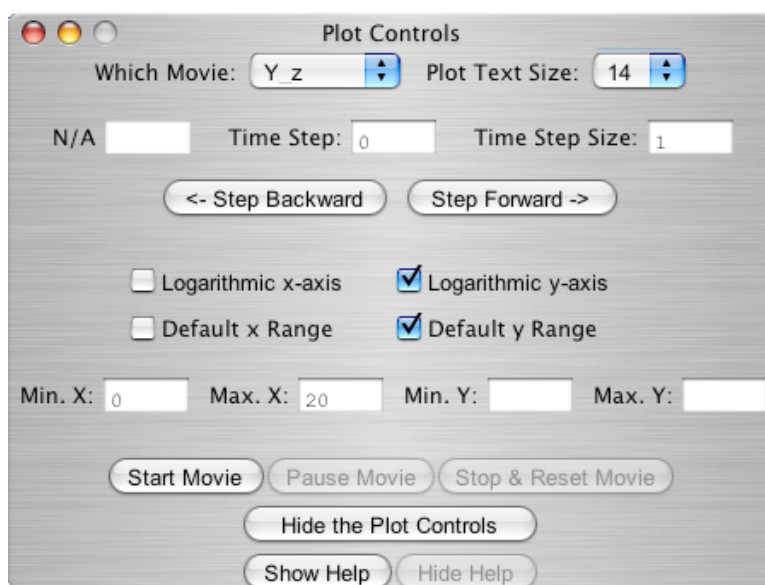 Plot Controls
Which Movie: Y_z Plot Text Size: 14
N/A Time Step: 0 Time Step Size: 1
<- Step Backward Step Forward ->
Logarithmic x-axis Logarithmic y-axis
Default x Range Default y Range
Min. X: 0 Max. X: 20 Min. Y: Max. Y:
Start Movie Pause Movie Stop & Reset Movie
Hide the Plot Controls
Show Help Hide Help